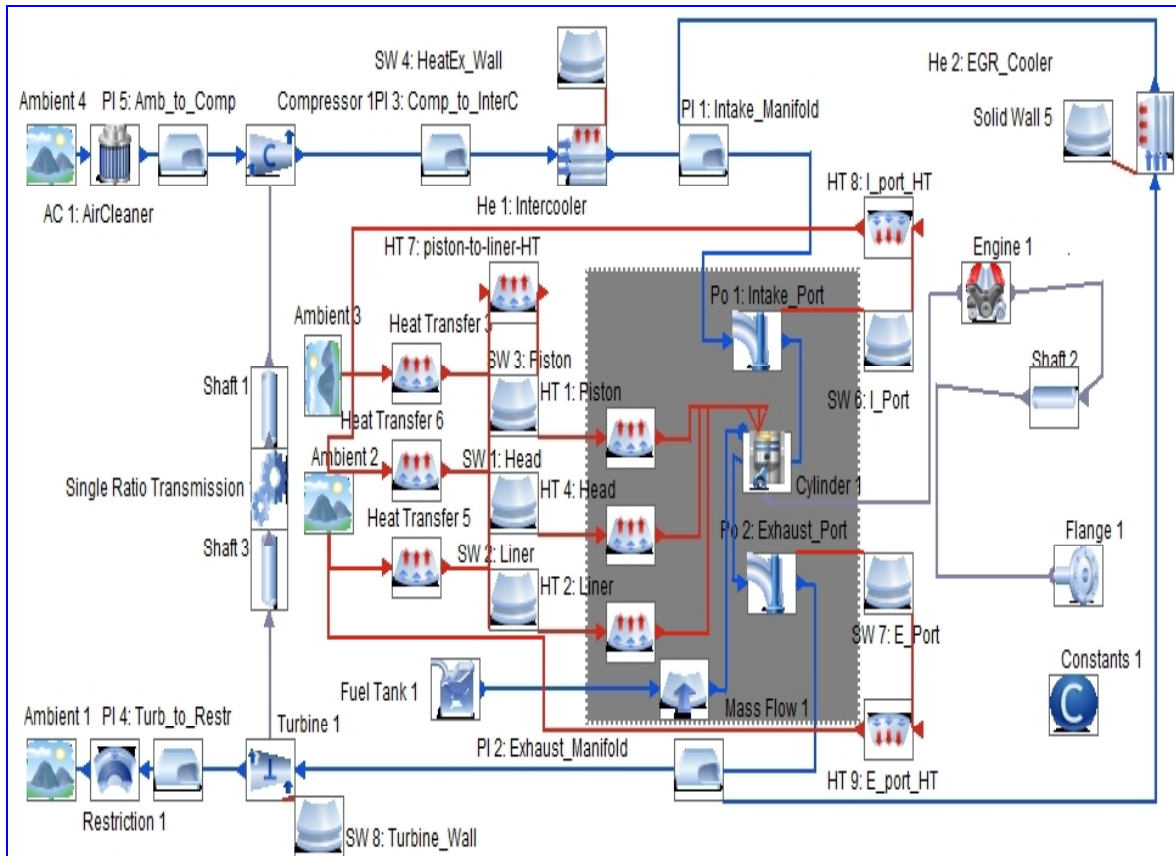 SW 4: HeatEx_Wall
He 2: EGR_Cooler
Ambient 4
PI 5: Amb_to_Comp
Compressor 1
PI 3: Comp_to_InterC
PI 1: Intake_Manifold
Solid Wall 5
C
AC 1: AirCleaner
He 1: Intercooler
HT 8: I_port_HT
HT 7: piston-to-liner-HT
Engine 1
Po 1: Intake_Port
Ambient 3
Heat Transfer 3
SW 3: Piston
Shaft 2
Shaft 1
HT 1: Piston
SW 6: I_Port
Heat Transfer 6
Ambient 2
SW 1: Head
Single Ratio Transmission
HT 4: Head
Cylinder 1
Heat Transfer 5
Po 2: Exhaust_Port
Flange 1
Shaft 3
SW 2: Liner
HT 2: Liner
SW 7: E_Port
Constants 1
Fuel Tank 1
C
Mass Flow 1
Ambient 1
PI 4: Turb_to_Restr
Turbine 1
PI 2: Exhaust_Manifold
T
HT 9: E_port_HT
Restriction 1
SW 8: Turbine_Wall